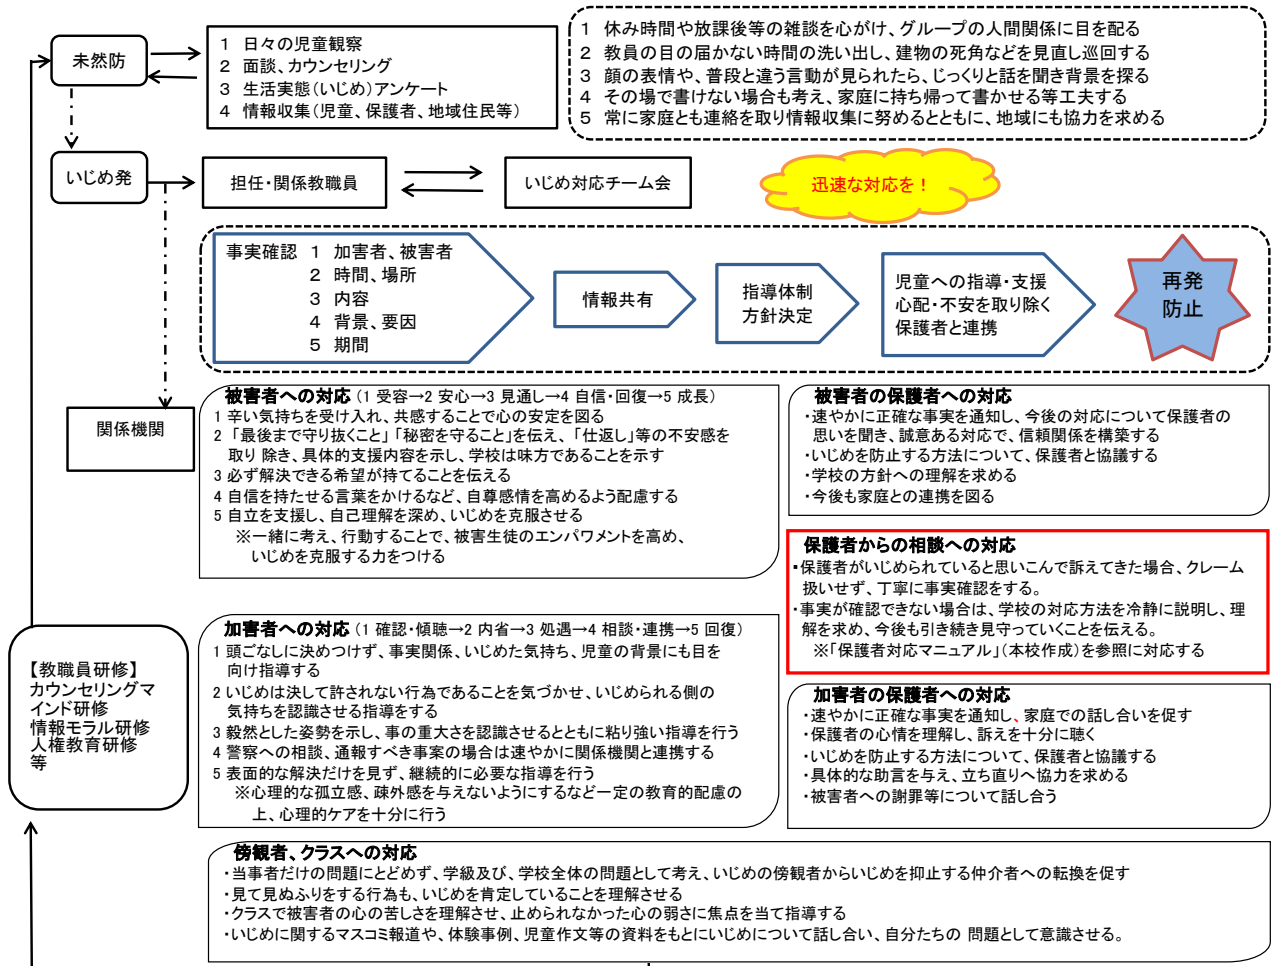 未然防
1 日々の児童観察
2 面談、カウンセリング
3 生活実態(いじめ)アンケート
4 情報収集(児童、保護者、地域住民等)
1 休み時間や放課後等の雑談を心がけ、グループの人間関係に目を配る
2 教員の目の届かない時間の洗い出し、建物の死角などを見直し巡回する
3 顔の表情や、普段と違う言動が見られたら、じっくりと話を聞き背景を探る
4 その場で書けない場合も考え、家庭に持ち帰って書かせる等工夫する
5 常に家庭とも連絡を取り情報収集に努めるとともに、地域にも協力を求める
いじめ発
担任・関係教職員
いじめ対応チーム会
迅速な対応を！
事実確認 1 加害者、被害者
2 時間、場所
3 内容
4 背景、要因
5 期間
情報共有
指導体制
方針決定
児童への指導・支援
心配・不安を取り除く
保護者と連携
再発
防止
関係機関
被害者への対応(1 受容→2 安心→3 見通し→4 自信・回復→5 成長)
1 辛い気持ちを受け入れ、共感することで心の安定を図る
2 「最後まで守り抜くこと」「秘密を守ること」を伝え、「仕返し」等の不安感を
取り 除き、具体的支援内容を示し、学校は味方であることを示す
3 必ず解決できる希望が持てることを伝える
4 自信を持たせる言葉をかけるなど、自尊感情を高めるよう配慮する
5 自立を支援し、自己理解を深め、いじめを克服させる
※一緒に考え、行動することで、被害生徒のエンパワメントを高め、
いじめを克服する力をつける
被害者の保護者への対応
・速やかに正確な事実を通知し、今後の対応について保護者の
思いを聞き、誠意ある対応で、信頼関係を構築する
・いじめを防止する方法について、保護者と協議する
・学校の方針への理解を求める
・今後も家庭との連携を図る
保護者からの相談への対応
・保護者がいじめられていると思いこんで訴えてきた場合、クレーム
扱いせず、丁寧に事実確認をする。
・事実が確認できない場合は、学校の対応方法を冷静に説明し、理
解を求め、今後も引き続き見守っていくことを伝える。
※「保護者対応マニュアル」(本校作成)を参照に対応する
【教職員研修】
カウンセリングマ
インド研修
情報モラル研修
人権教育研修
等
加害者への対応(1 確認・傾聴→2 内省→3 処遇→4 相談・連携→5 回復)
1 頭ごなしに決めつけず、事実関係、いじめた気持ち、児童の背景にも目を
向け指導する
2 いじめは決して許されない行為であることを気づかせ、いじめられる側の
気持ちを認識させる指導をする
3 毅然とした姿勢を示し、事の重大さを認識させるとともに粘り強い指導を行う
4 警察への相談、通報すべき事案の場合は速やかに関係機関と連携する
5 表面的な解決だけを見ず、継続的に必要な指導を行う
※心理的な孤立感、疎外感を与えないようにするなど一定の教育的配慮の
上、心理的ケアを十分に行う
加害者の保護者への対応
・速やかに正確な事実を通知し、家庭での話し合いを促す
・保護者の心情を理解し、訴えを十分に聴く
・いじめを防止する方法について、保護者と協議する
・具体的な助言を与え、立ち直りへ協力を求める
・被害者への謝罪等について話し合う
傍観者、クラスへの対応
・当事者だけの問題にとどめず、学級及び、学校全体の問題として考え、いじめの傍観者からいじめを抑止する仲介者への転換を促す
・見て見ぬふりをする行為も、いじめを肯定していることを理解させる
・クラスで被害者の心の苦しさを理解させ、止められなかった心の弱さに焦点を当て指導する
・いじめに関するマスコミ報道や、体験事例、児童作文等の資料をもとにいじめについて話し合い、自分たちの 問題として意識させる。